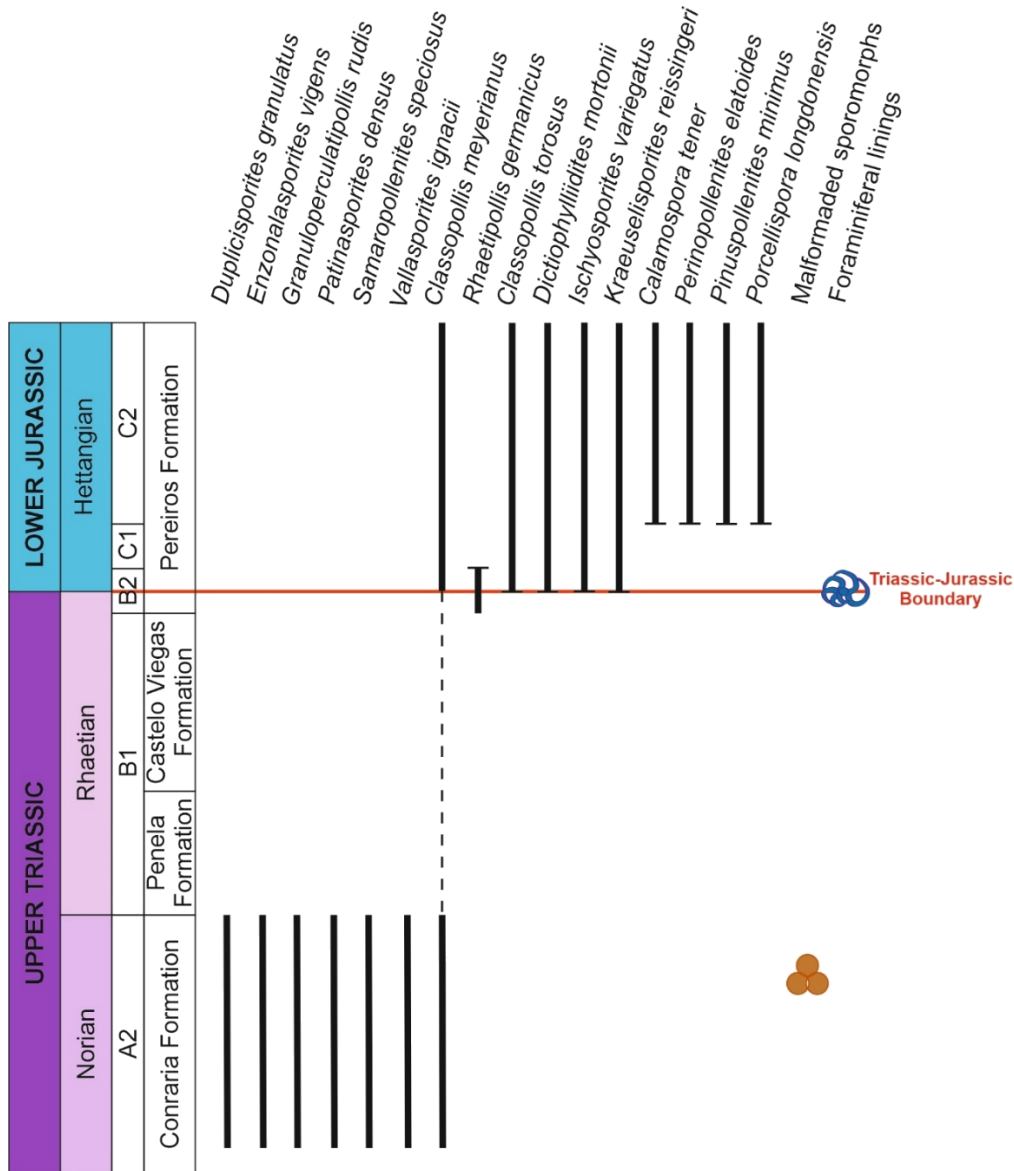 Duplicisporites granulatus
Enzonalasporites vigens
Granuloperculatipollis rudis
Patinasporites densus
Samaropollenites speciosus
Vallasporites ignacii
Classopollis meyerianus
Rhaetipollis germanicus
Classopollis torosus
Dictiophylliidites mortonii
Ischyosporites variegatus
Kraeuselisporites reissingeri
Calamospora tener
Perinopollenites elatoides
Pinuspollenites minimus
Porcellispora longdonensis
Malformaded sporomorphs
Foraminiferal linings
LOWER JURASSIC
Hettangian
C2
C1
B2
Pereiros Formation
Triassic-Jurassic
Boundary
UPPER TRIASSIC
Rhaetian
B1
Castelo Viegas
Formation
Penela
Formation
Norian
A2
Conraria Formation